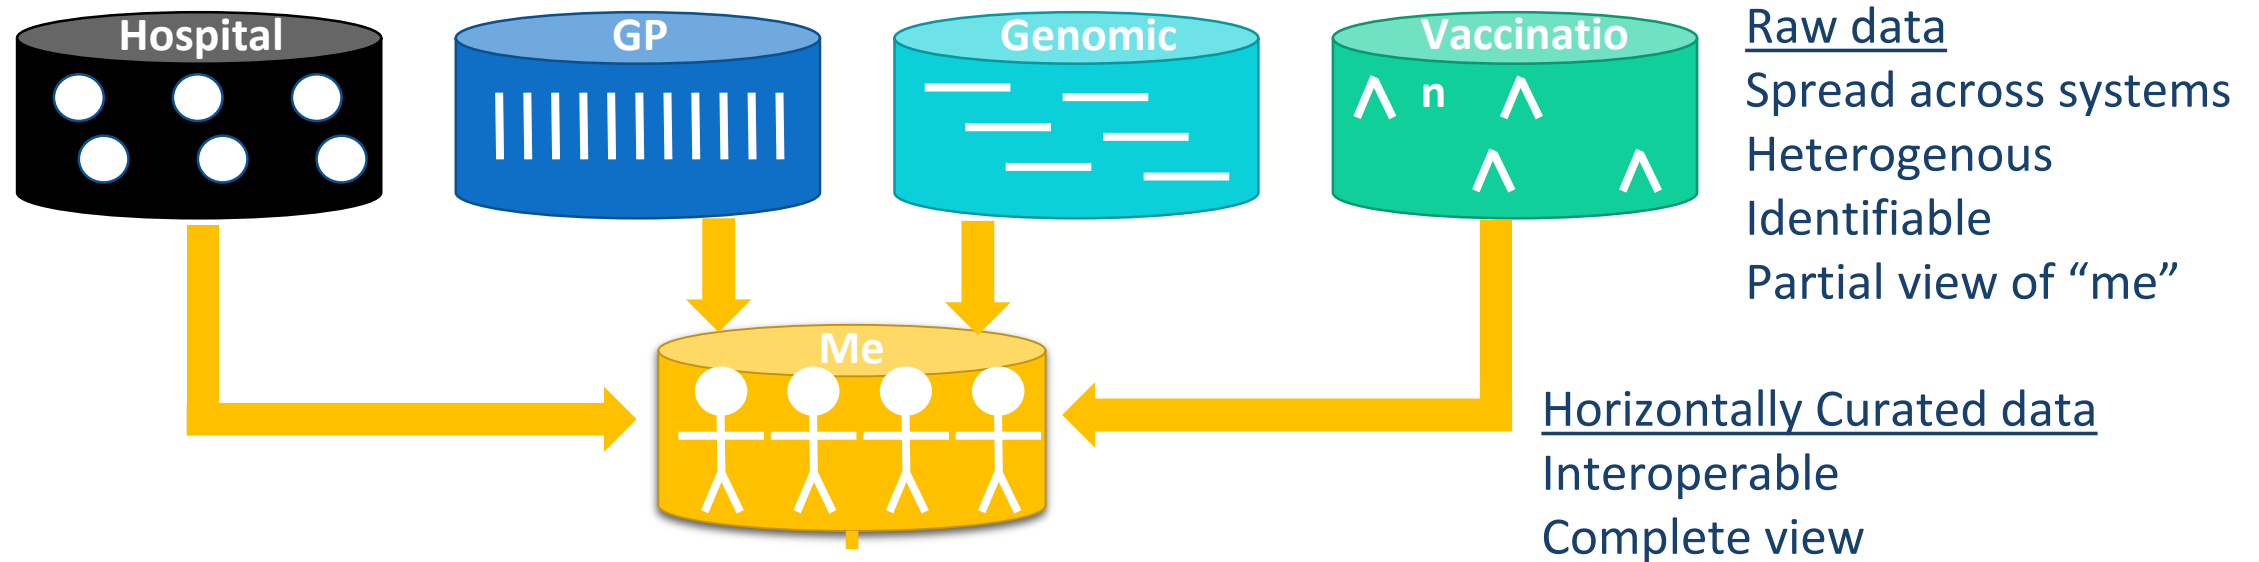 Hospital
GP
Genomic
Vaccinatio
n
Raw data
Spread across systems
Heterogenous
Identifiable
Partial view of “me”
Me
Horizontally Curated data
Interoperable
Complete view